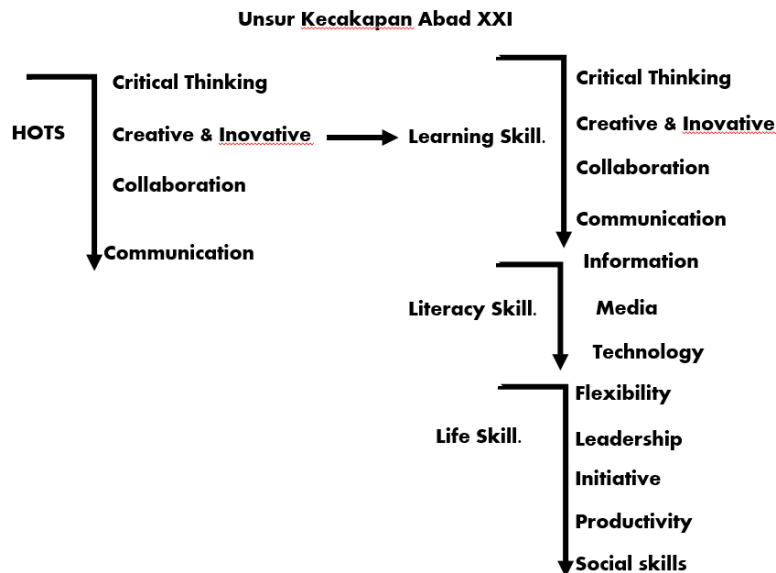 Unsur Kecakapan Abad XXI
HOTS
Critical Thinking
Creative & Inovative
Collaboration
Communication
Learning Skill.
Critical Thinking
Creative & Inovative
Collaboration
Communication
Literacy Skill.
Information
Media
Technology
Life Skill.
Flexibility
Leadership
Initiative
Productivity
Social skills